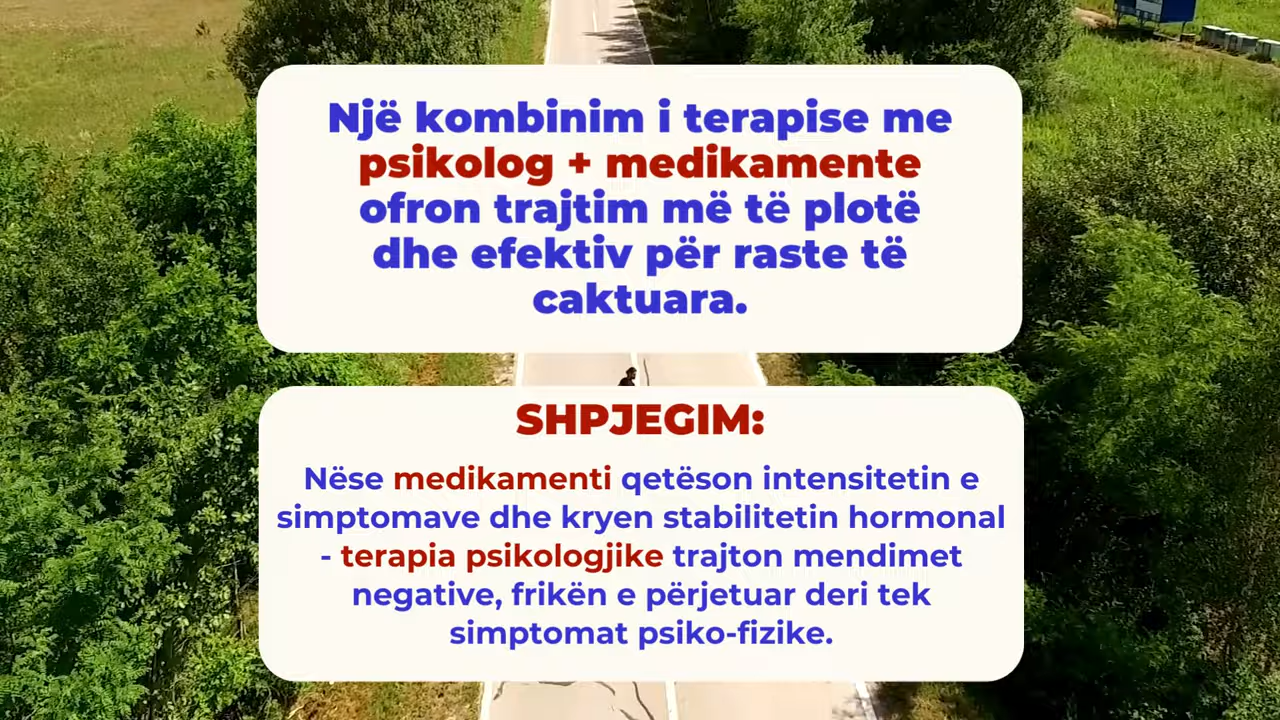 Një kombinim i terapise me
psikolog + medikamente
ofron trajtim më të plotë
dhe efektiv për raste të
caktuara.
SHPJEGIM:
Nëse medikamenti qetëson intensitetin e
simptomave dhe kryen stabilitetin hormonal
- terapia psikologjike trajton mendimet
negative, frikën e përjetuar deri tek
simptomat psiko-fizike.